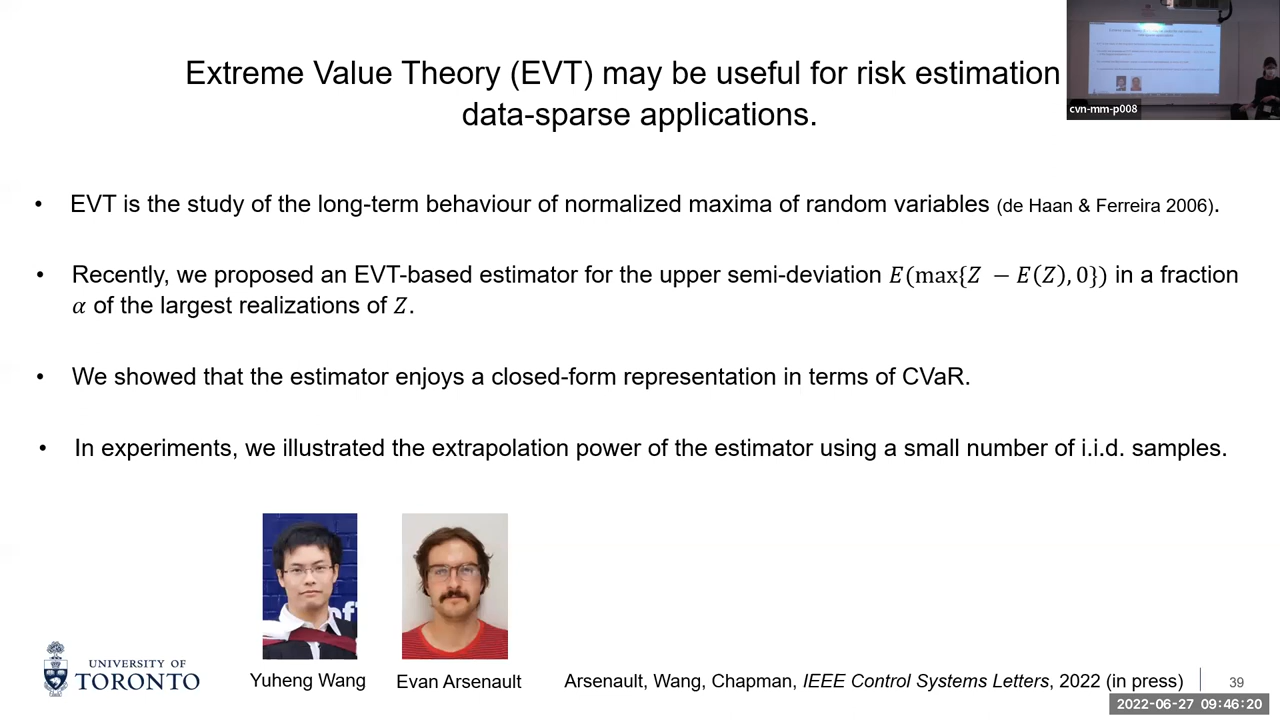 Extreme Value Theory (EVT) may be useful for risk estimation
data-sparse applications.
cvn-mm-p008
• EVT is the study of the long-term behaviour of normalized maxima of random variables (de Haan & Ferreira 2006).
• Recently, we proposed an EVT-based estimator for the upper semi-deviation E(max{Z − E(Z), 0}) in a fraction
α of the largest realizations of Z.
• We showed that the estimator enjoys a closed-form representation in terms of CVaR.
• In experiments, we illustrated the extrapolation power of the estimator using a small number of i.i.d. samples.
UNIVERSITY OF
TORONTO
Yuheng Wang
Evan Arsenault
Arsenault, Wang, Chapman, IEEE Control Systems Letters, 2022 (in press)
39
2022-06-27 09:46:20